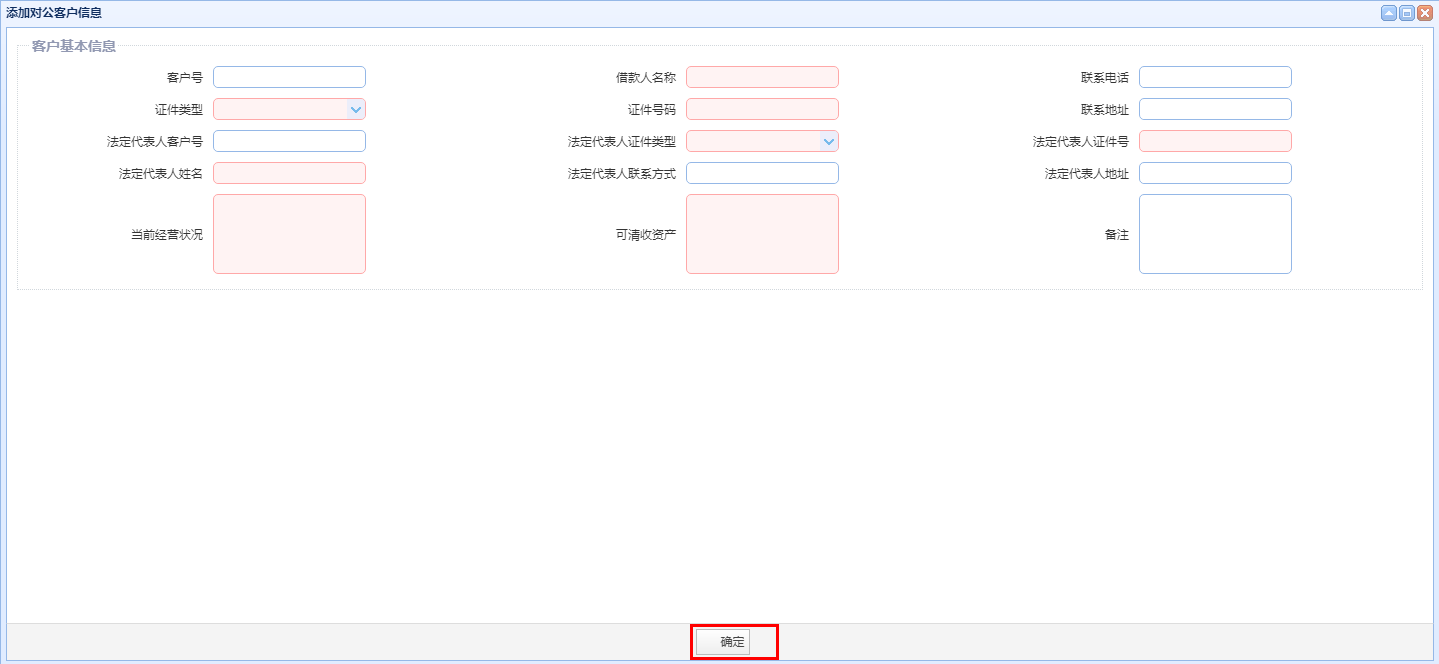 添加对公客户信息
客户基本信息
客户号 借款人名称 联系电话
证件类型 证件号码 联系地址
法定代表人客户号 法定代表人证件类型 法定代表人证件号
法定代表人姓名 法定代表人联系方式 法定代表人地址
当前经营状况 可清收资产 备注
确定